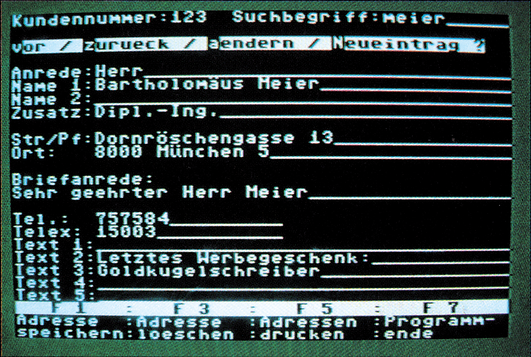 Kundennummer:123  Suchbegriff:meier
vor / zurueck / aendern / Neueintrag ?
Anrede:Herr
Name 1:Bartholomäus Meier
Name 2:
Zusatz:Dipl.-Ing.
Str/Pf:Dornröschengasse 13
Ort:   8000 München 5
Briefanrede:
Sehr geehrter Herr Meier
Tel.:  757584
Telex: 15003
Text 1:
Text 2:Letztes Werbegeschenk:
Text 3:Goldkugelschreiber
Text 4:
Text 5:
F 1    :    F 3    :    F 5    :    F 7
Adresse  :Adresse  :Adressen :Programm-
speichern:loeschen :drucken  :ende